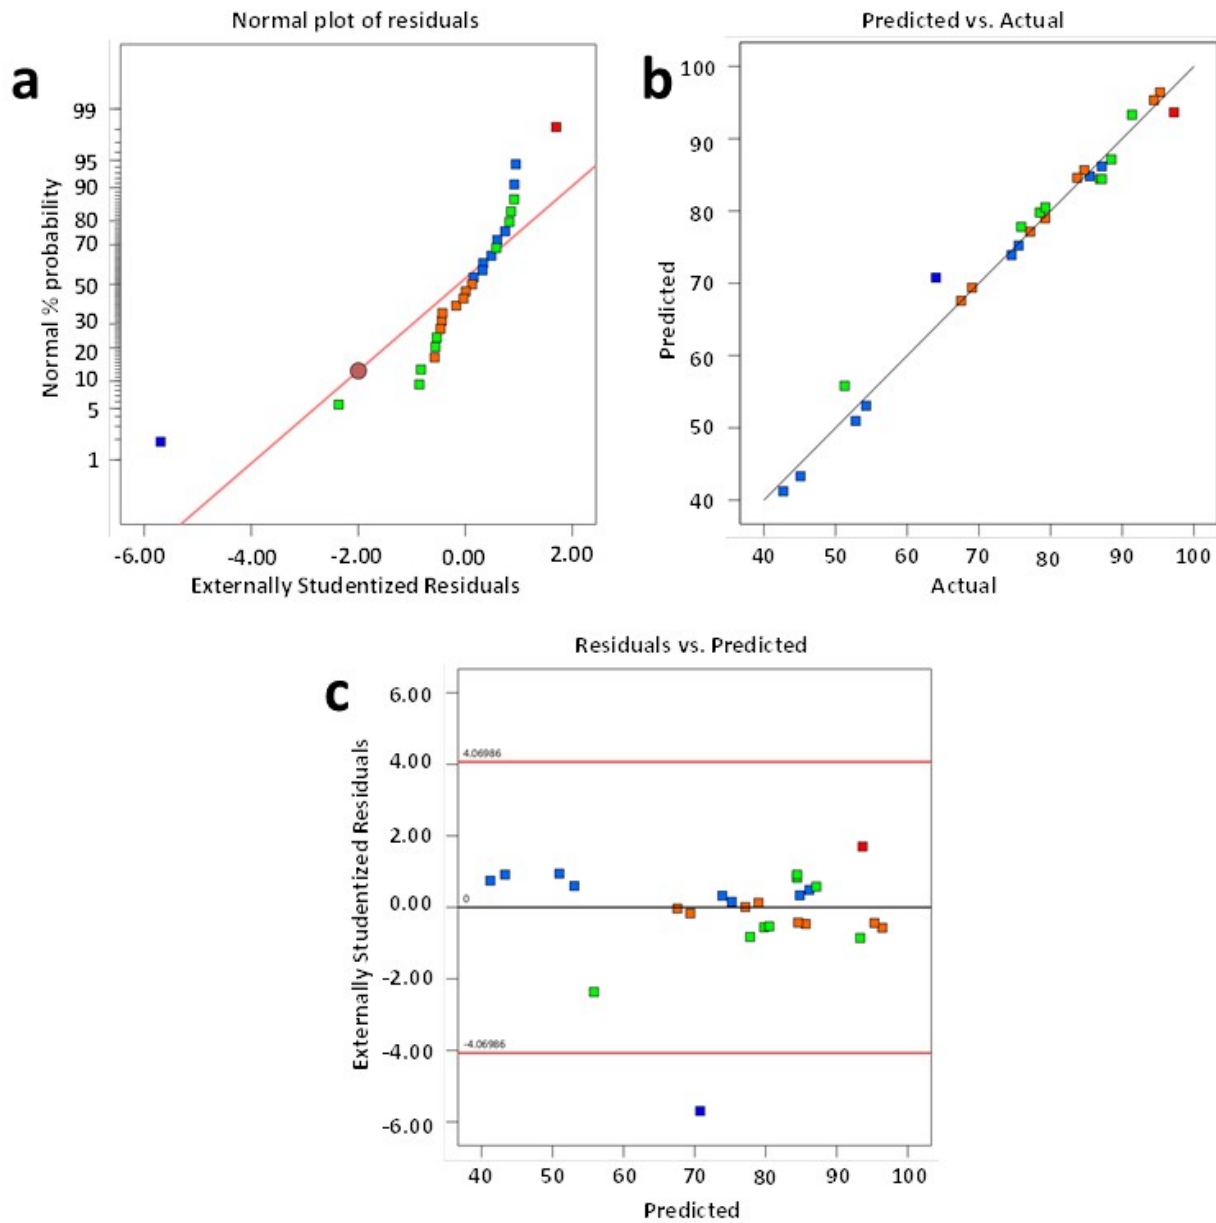 Normal plot of residuals
a
Normal % probability
99
95
90
80
70
50
30
20
10
5
1
-6.00 -4.00 -2.00 0.00 2.00
Externally Studentized Residuals
Predicted vs. Actual
b
Predicted
100
90
80
70
60
50
40
40 50 60 70 80 90 100
Actual
Residuals vs. Predicted
c
Externally Studentized Residuals
6.00
4.00
2.00
0.00
-2.00
-4.00
-6.00
4.06986
0
-4.06986
40 50 60 70 80 90 100
Predicted